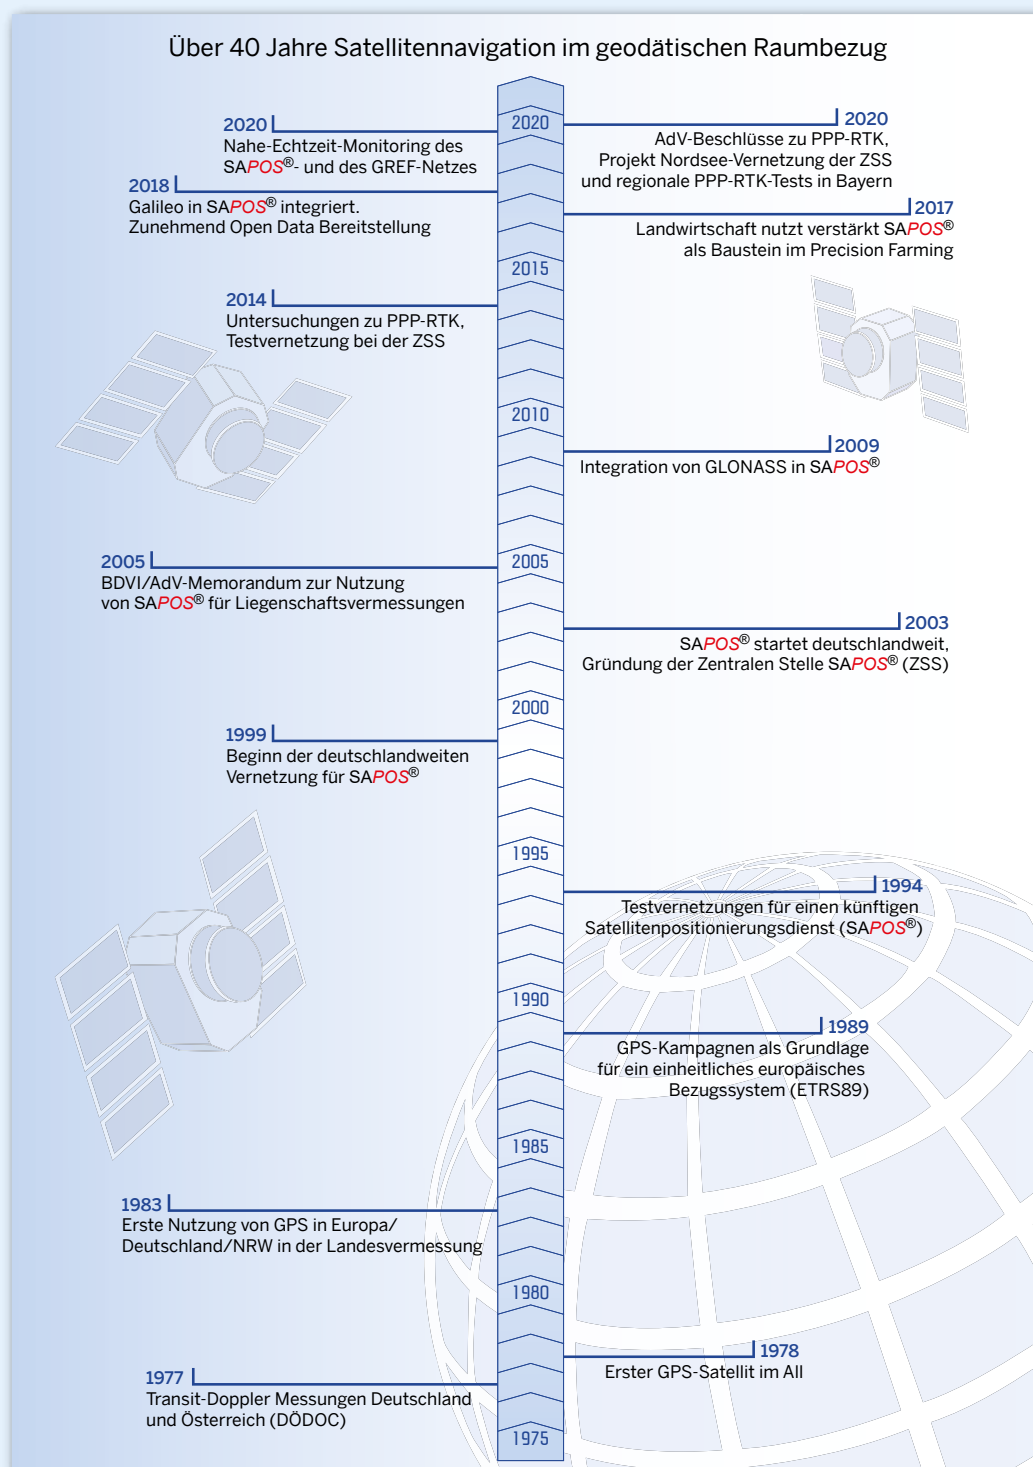 Über 40 Jahre Satellitennavigation im geodätischen Raumbezug
2020
2020
Nahe-Echtzeit-Monitoring des
SAPOS®- und des GREF-Netzes
2020
AdV-Beschlüsse zu PPP-RTK,
Projekt Nordsee-Vernetzung der ZSS
und regionale PPP-RTK-Tests in Bayern
2018
Galileo in SAPOS® integriert.
Zunehmend Open Data Bereitstellung
2017
Landwirtschaft nutzt verstärkt SAPOS®
als Baustein im Precision Farming
2015
2014
Untersuchungen zu PPP-RTK,
Testvernetzung bei der ZSS
2010
2009
Integration von GLONASS in SAPOS®
2005
2005
BDVI/AdV-Memorandum zur Nutzung
von SAPOS® für Liegenschaftsvermessungen
2003
SAPOS® startet deutschlandweit,
Gründung der Zentralen Stelle SAPOS® (ZSS)
2000
1999
Beginn der deutschlandweiten
Vernetzung für SAPOS®
1995
1994
Testvernetzungen für einen künftigen
Satellitenpositionierungsdienst (SAPOS®)
1990
1989
GPS-Kampagnen als Grundlage
für ein einheitliches europäisches
Bezugssystem (ETRS89)
1985
1983
Erste Nutzung von GPS in Europa/
Deutschland/NRW in der Landesvermessung
1980
1978
Erster GPS-Satellit im All
1977
Transit-Doppler Messungen Deutschland
und Österreich (DÖDOC)
1975